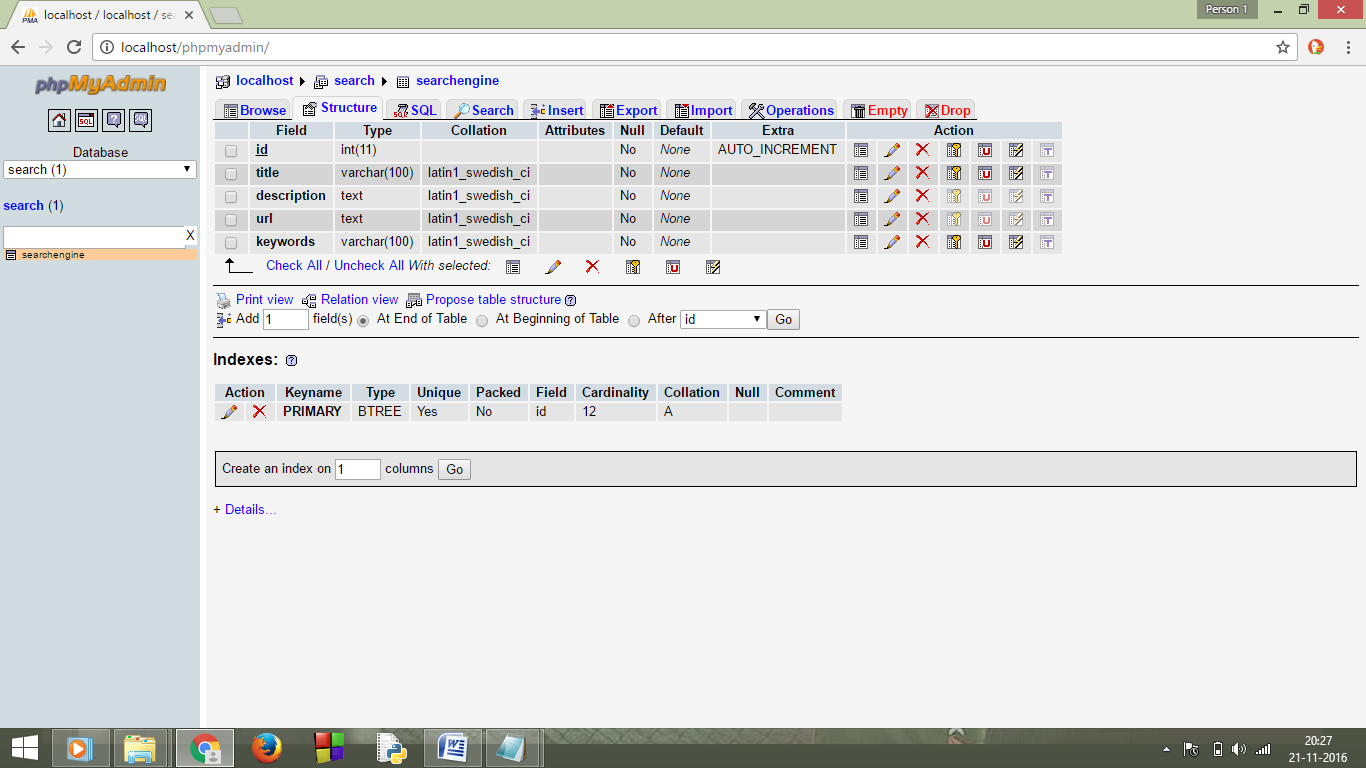 PMA localhost / localhost / sea
Person 1
localhost/phpmyadmin/
phpMyAdmin
SQL
Database
search (1)
search (1)
X
searchengine
localhost search searchengine
Browse Structure SQL Search Insert Export Import Operations Empty Drop
Field Type Collation Attributes Null Default Extra Action
id int(11) No None AUTO_INCREMENT
title varchar(100) latin1_swedish_ci No None
description text latin1_swedish_ci No None
url text latin1_swedish_ci No None
keywords varchar(100) latin1_swedish_ci No None
Check All / Uncheck All With selected:
Print view Relation view Propose table structure ?
Add 1 field(s) At End of Table At Beginning of Table After id Go
Indexes: ?
Action Keyname Type Unique Packed Field Cardinality Collation Null Comment
PRIMARY BTREE Yes No id 12 A
Create an index on 1 columns Go
+ Details...
20:27
21-11-2016